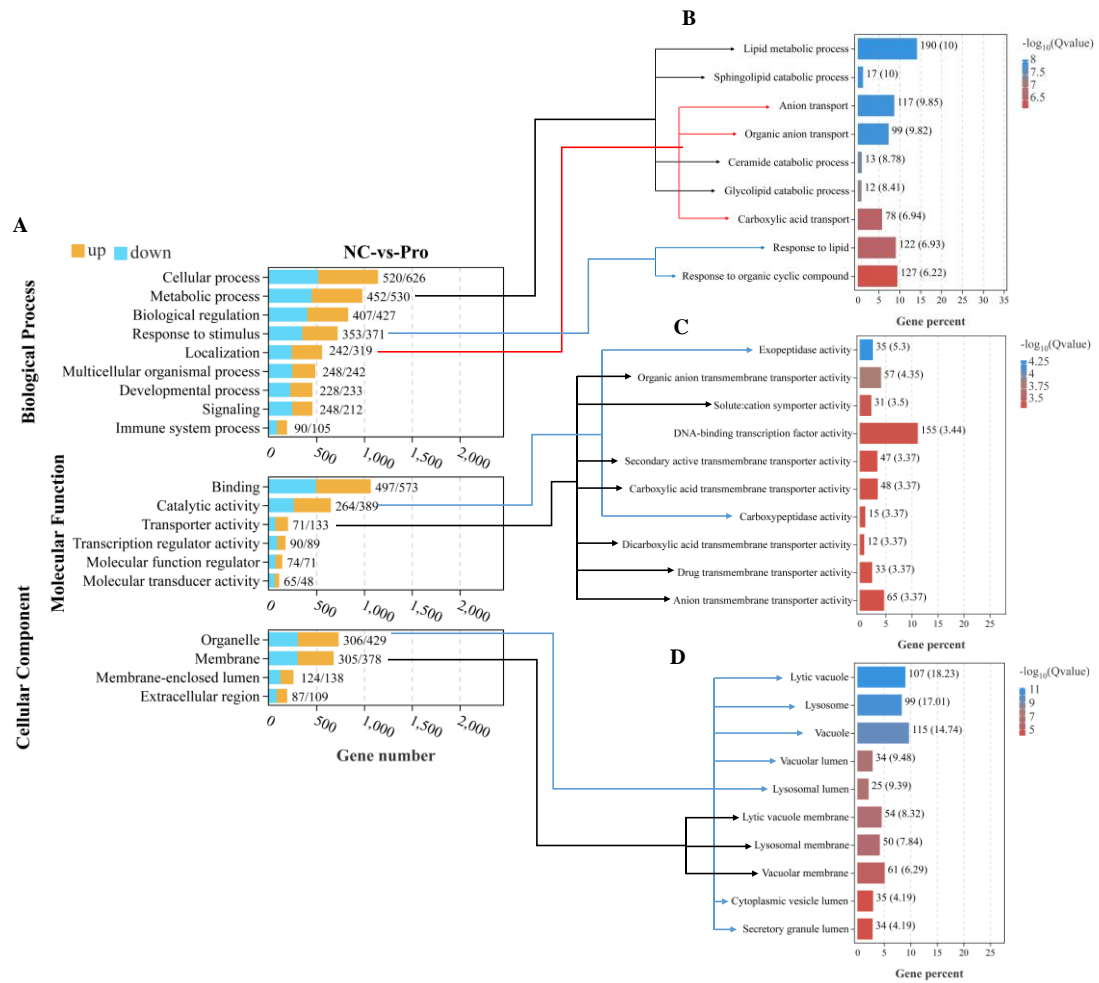 A
up down
NC-vs-Pro
Biological Process
Cellular process 520/626
Metabolic process 452/530
Biological regulation 407/427
Response to stimulus 353/371
Localization 242/319
Multicellular organismal process 248/242
Developmental process 228/233
Signaling 248/212
Immune system process 90/105
0 500 1,000 1,500 2,000
Molecular Function
Binding 497/573
Catalytic activity 264/389
Transporter activity 71/133
Transcription regulator activity 90/89
Molecular function regulator 74/71
Molecular transducer activity 65/48
0 500 1,000 1,500 2,000
Cellular Component
Organelle 306/429
Membrane 305/378
Membrane-enclosed lumen 124/138
Extracellular region 87/109
0 500 1,000 1,500 2,000
Gene number
B
Lipid metabolic process 190 (10)
Sphingolipid catabolic process 17 (10)
Anion transport 117 (9.85)
Organic anion transport 99 (9.82)
Ceramide catabolic process 13 (8.78)
Glycolipid catabolic process 12 (8.41)
Carboxylic acid transport 78 (6.94)
Response to lipid 122 (6.93)
Response to organic cyclic compound 127 (6.22)
0 5 10 15 20 25 30 35
Gene percent
-log10(Qvalue)
8
7.5
7
6.5
C
Exopeptidase activity 35 (5.3)
Organic anion transmembrane transporter activity 57 (4.35)
Solute:cation symporter activity 31 (3.5)
DNA-binding transcription factor activity 155 (3.44)
Secondary active transmembrane transporter activity 47 (3.37)
Carboxylic acid transmembrane transporter activity 48 (3.37)
Carboxypeptidase activity 15 (3.37)
Dicarboxylic acid transmembrane transporter activity 12 (3.37)
Drug transmembrane transporter activity 33 (3.37)
Anion transmembrane transporter activity 65 (3.37)
0 5 10 15 20 25
Gene percent
-log10(Qvalue)
4.25
4
3.75
3.5
D
Lytic vacuole 107 (18.23)
Lysosome 99 (17.01)
Vacuole 115 (14.74)
Vacuolar lumen 34 (9.48)
Lysosomal lumen 25 (9.39)
Lytic vacuole membrane 54 (8.32)
Lysosomal membrane 50 (7.84)
Vacuolar membrane 61 (6.29)
Cytoplasmic vesicle lumen 35 (4.19)
Secretory granule lumen 34 (4.19)
0 5 10 15 20 25
Gene percent
-log10(Qvalue)
11
9
7
5